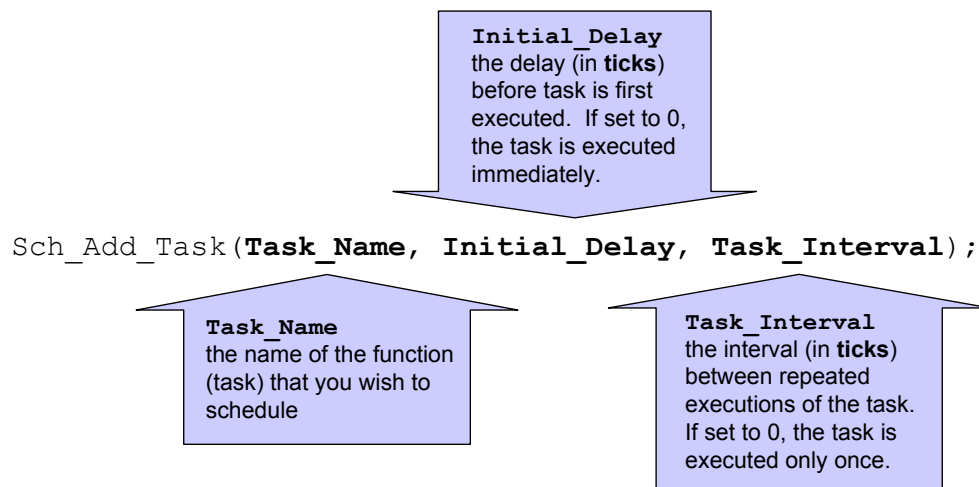 Initial_Delay
the delay (in ticks)
before task is first
executed. If set to 0,
the task is executed
immediately.
Sch_Add_Task(Task_Name, Initial_Delay, Task_Interval);
Task_Name
the name of the function
(task) that you wish to
schedule
Task_Interval
the interval (in ticks)
between repeated
executions of the task.
If set to 0, the task is
executed only once.